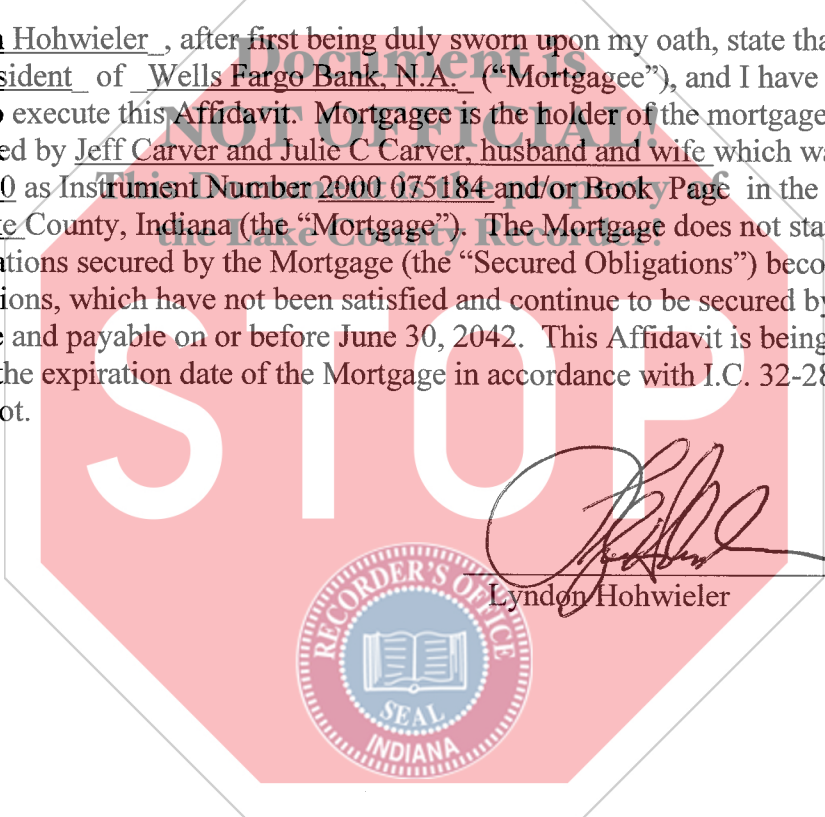 n Hohwieler , after first being duly sworn upon my oath, state tha
sident of Wells Fargo Bank, N.A. (“Mortgagee”), and I have
o execute this Affidavit. Mortgagee is the holder of the mortgage
ed by Jeff Carver and Julie C Carver, husband and wife which wa
0 as Instrument Number 2000 075184 and/or Book Page in the
e County, Indiana (the “Mortgage”). The Mortgage does not sta
ations secured by the Mortgage (the “Secured Obligations”) beco
ions, which have not been satisfied and continue to be secured by
e and payable on or before June 30, 2042. This Affidavit is being
the expiration date of the Mortgage in accordance with I.C. 32-28
ot.
Document is
NOT OFFICIAL!
This Document is the property of
the Lake County Recorder!
STOP
Lyndon Hohwieler
RECORDER'S OFFICE
SEAL
INDIANA